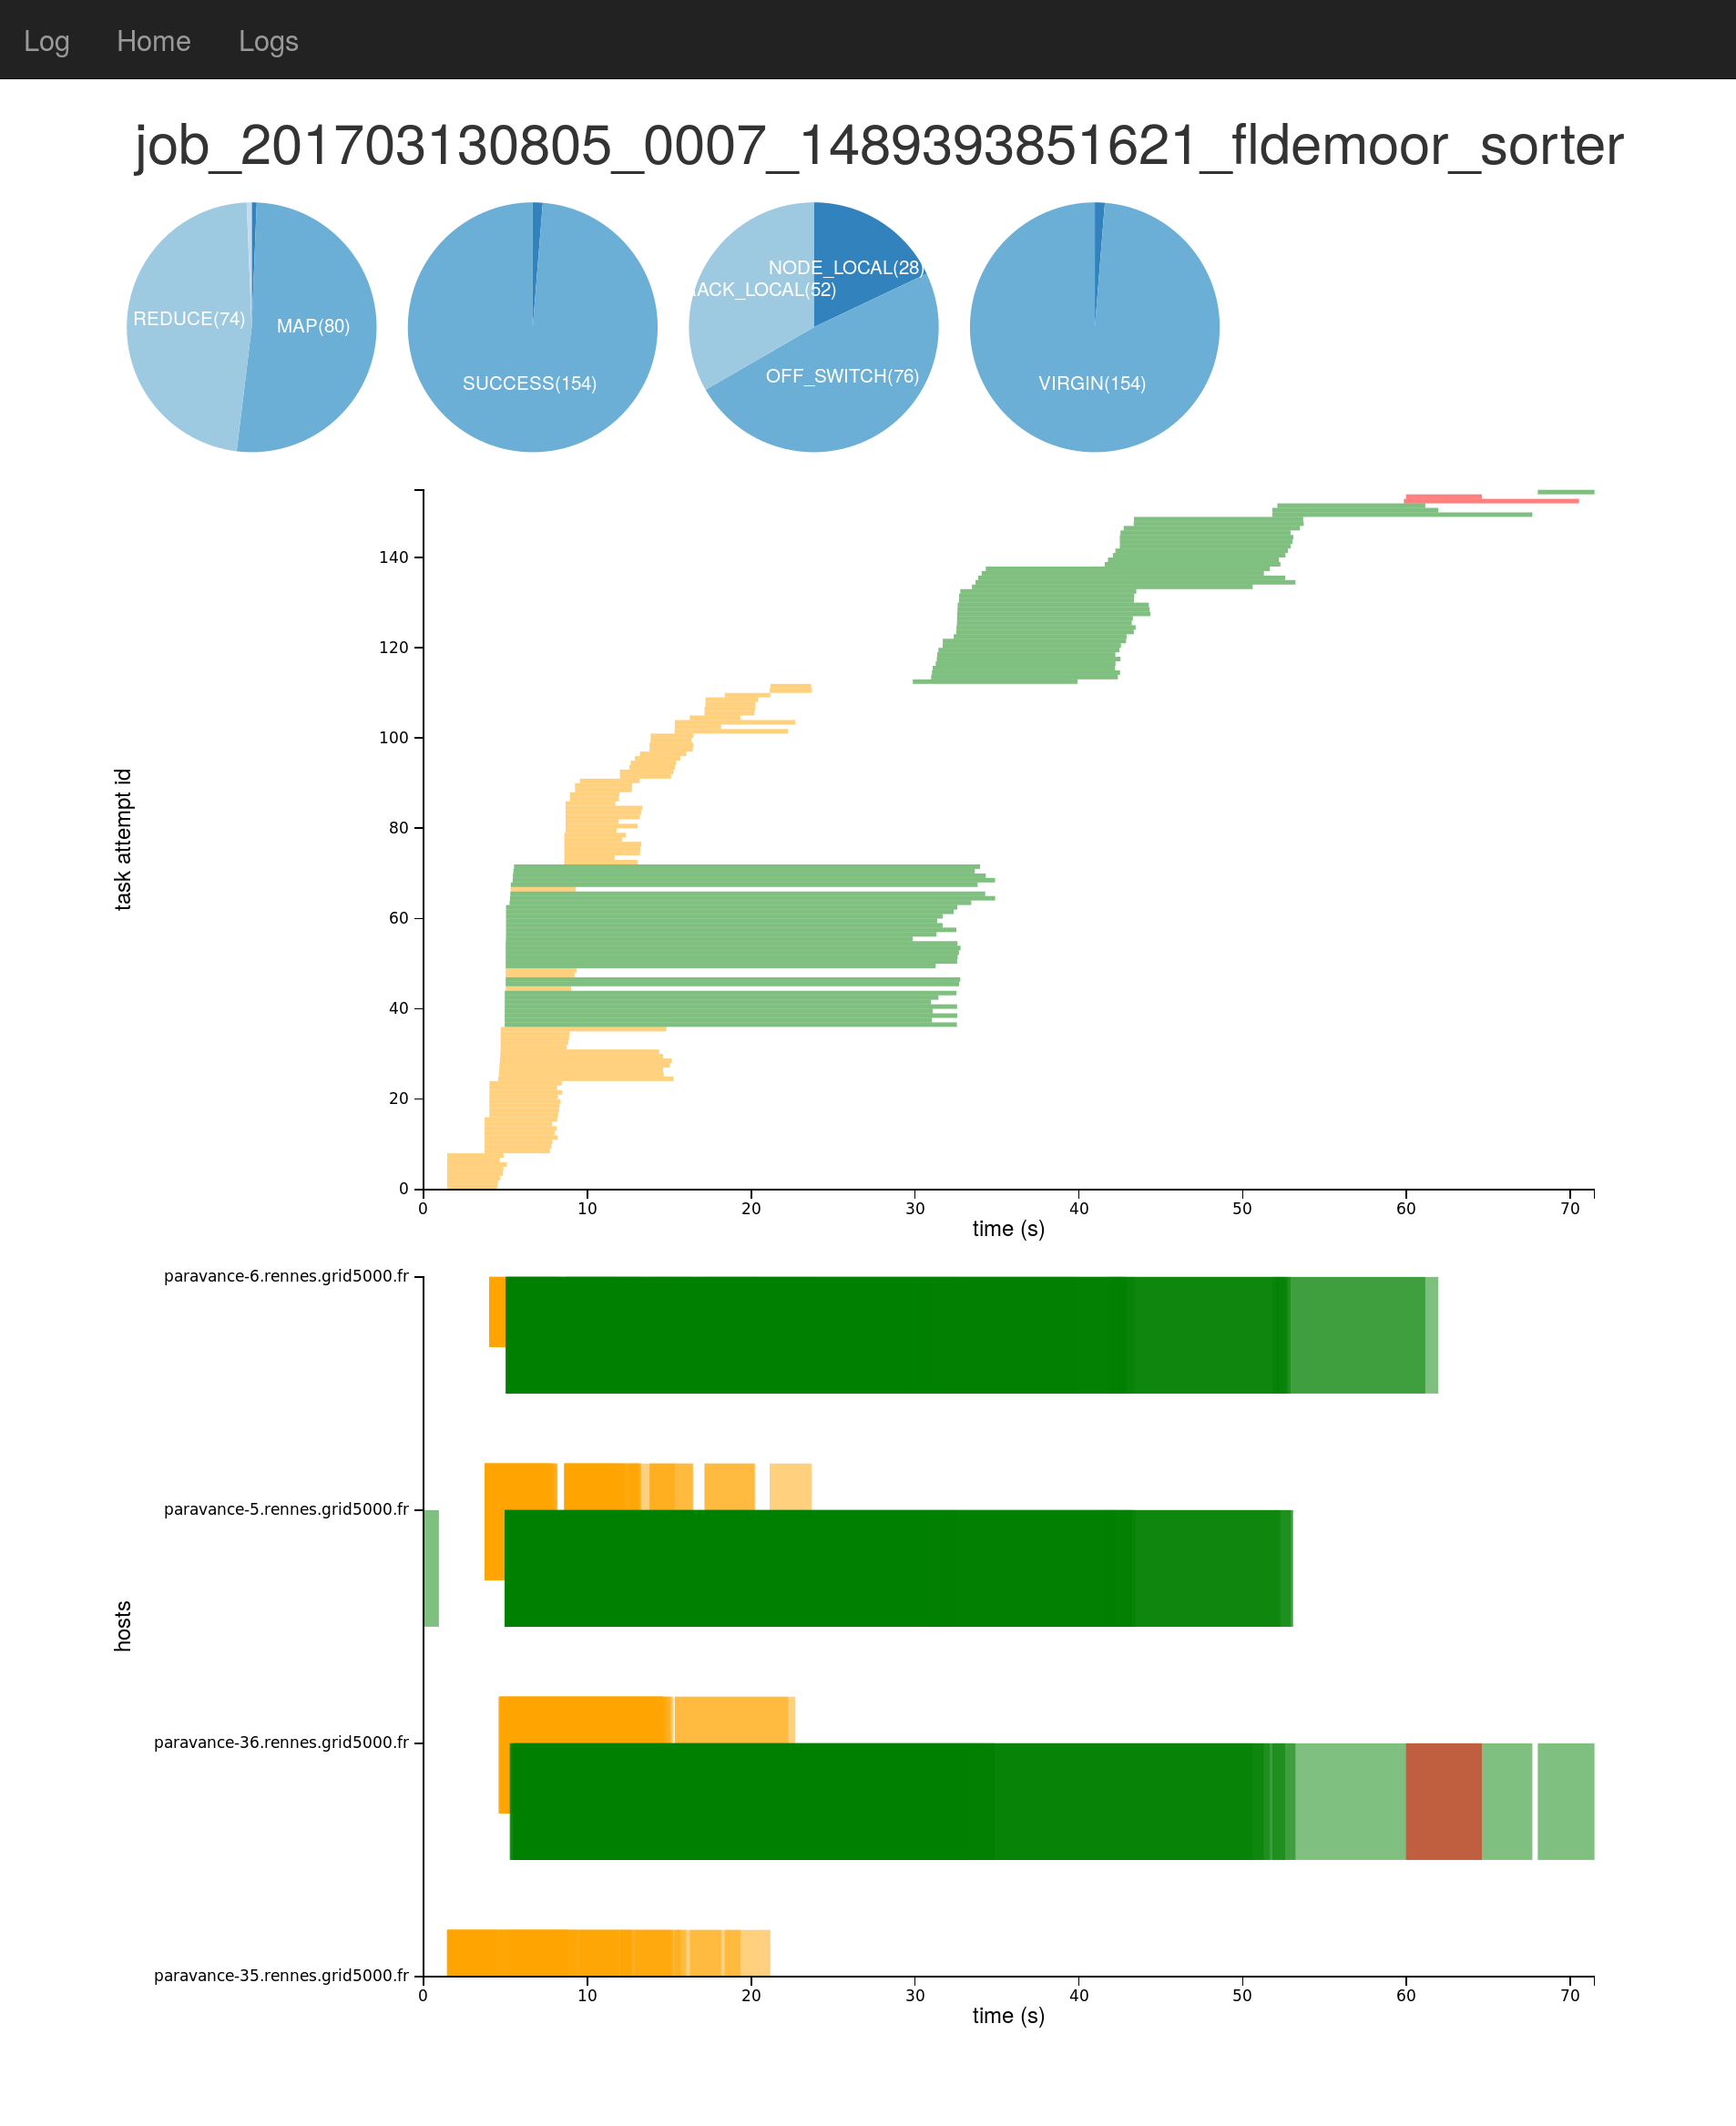 Log Home Logs
job_201703130805_0007_1489393851621_fldemoor_sorter
REDUCE(74)
MAP(80)
SUCCESS(154)
NODE_LOCAL(28)
ACK_LOCAL(52)
OFF_SWITCH(76)
VIRGIN(154)
task attempt id
140
120
100
80
60
40
20
0
0 10 20 30 40 50 60 70
time (s)
hosts
paravance-6.rennes.grid5000.fr
paravance-5.rennes.grid5000.fr
paravance-36.rennes.grid5000.fr
paravance-35.rennes.grid5000.fr
0 10 20 30 40 50 60 70
time (s)